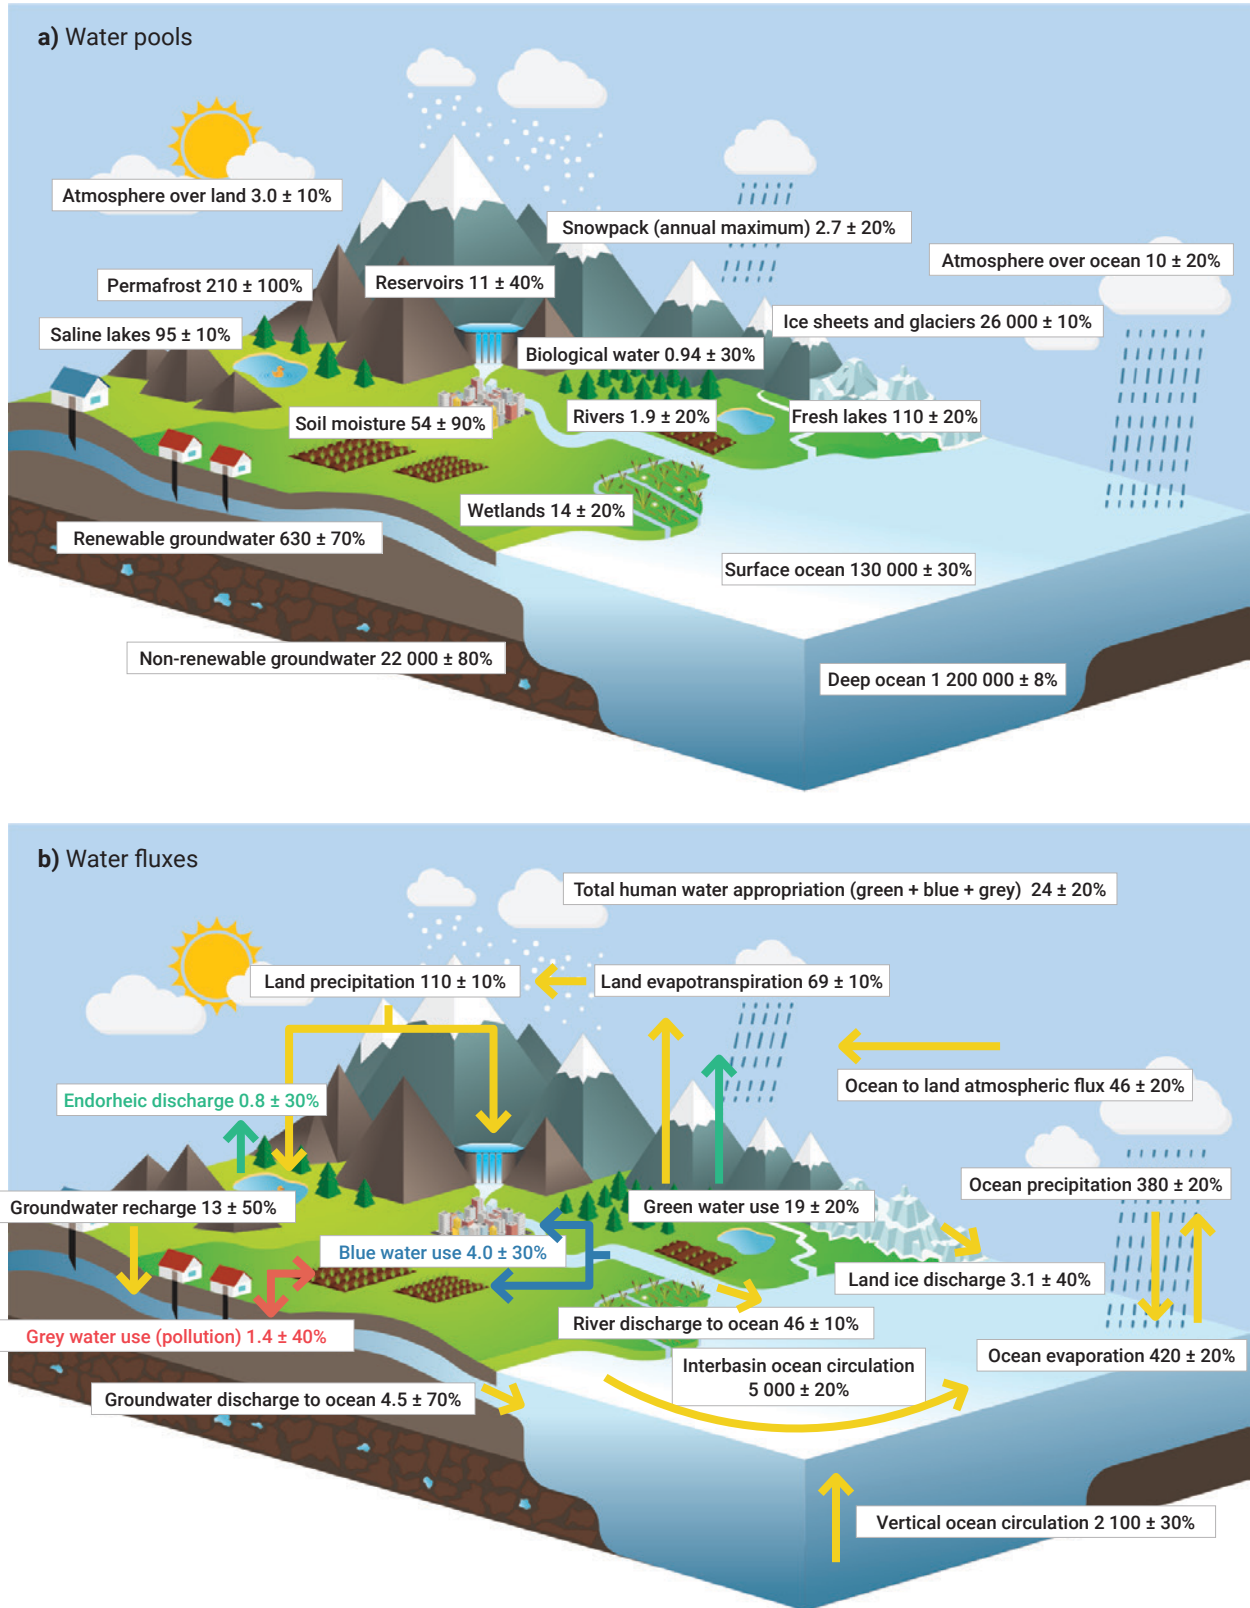 a) Water pools
Atmosphere over land 3.0 ± 10%
Snowpack (annual maximum) 2.7 ± 20%
Atmosphere over ocean 10 ± 20%
Permafrost 210 ± 100%
Reservoirs 11 ± 40%
Ice sheets and glaciers 26 000 ± 10%
Saline lakes 95 ± 10%
Biological water 0.94 ± 30%
Soil moisture 54 ± 90%
Rivers 1.9 ± 20%
Fresh lakes 110 ± 20%
Wetlands 14 ± 20%
Renewable groundwater 630 ± 70%
Surface ocean 130 000 ± 30%
Non-renewable groundwater 22 000 ± 80%
Deep ocean 1 200 000 ± 8%
b) Water fluxes
Total human water appropriation (green + blue + grey) 24 ± 20%
Land precipitation 110 ± 10%
Land evapotranspiration 69 ± 10%
Ocean to land atmospheric flux 46 ± 20%
Endorheic discharge 0.8 ± 30%
Ocean precipitation 380 ± 20%
Groundwater recharge 13 ± 50%
Green water use 19 ± 20%
Blue water use 4.0 ± 30%
Land ice discharge 3.1 ± 40%
River discharge to ocean 46 ± 10%
Grey water use (pollution) 1.4 ± 40%
Ocean evaporation 420 ± 20%
Interbasin ocean circulation
5 000 ± 20%
Groundwater discharge to ocean 4.5 ± 70%
Vertical ocean circulation 2 100 ± 30%